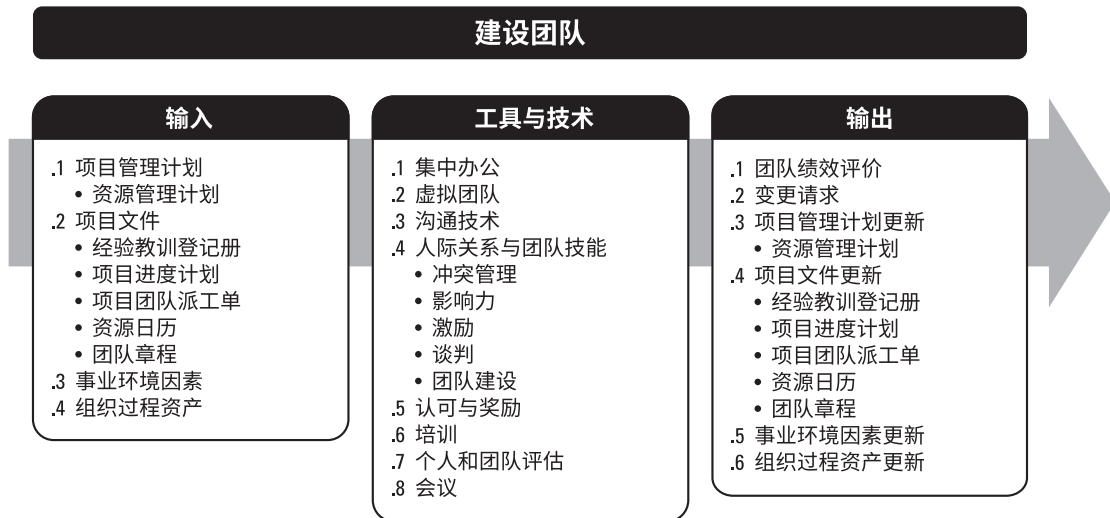 建设团队
输入
.1 项目管理计划
• 资源管理计划
.2 项目文件
• 经验教训登记册
• 项目进度计划
• 项目团队派工单
• 资源日历
• 团队章程
.3 事业环境因素
.4 组织过程资产
工具与技术
.1 集中办公
.2 虚拟团队
.3 沟通技术
.4 人际关系与团队技能
• 冲突管理
• 影响力
• 激励
• 谈判
• 团队建设
.5 认可与奖励
.6 培训
.7 个人和团队评估
.8 会议
输出
.1 团队绩效评价
.2 变更请求
.3 项目管理计划更新
• 资源管理计划
.4 项目文件更新
• 经验教训登记册
• 项目进度计划
• 项目团队派工单
• 资源日历
• 团队章程
.5 事业环境因素更新
.6 组织过程资产更新